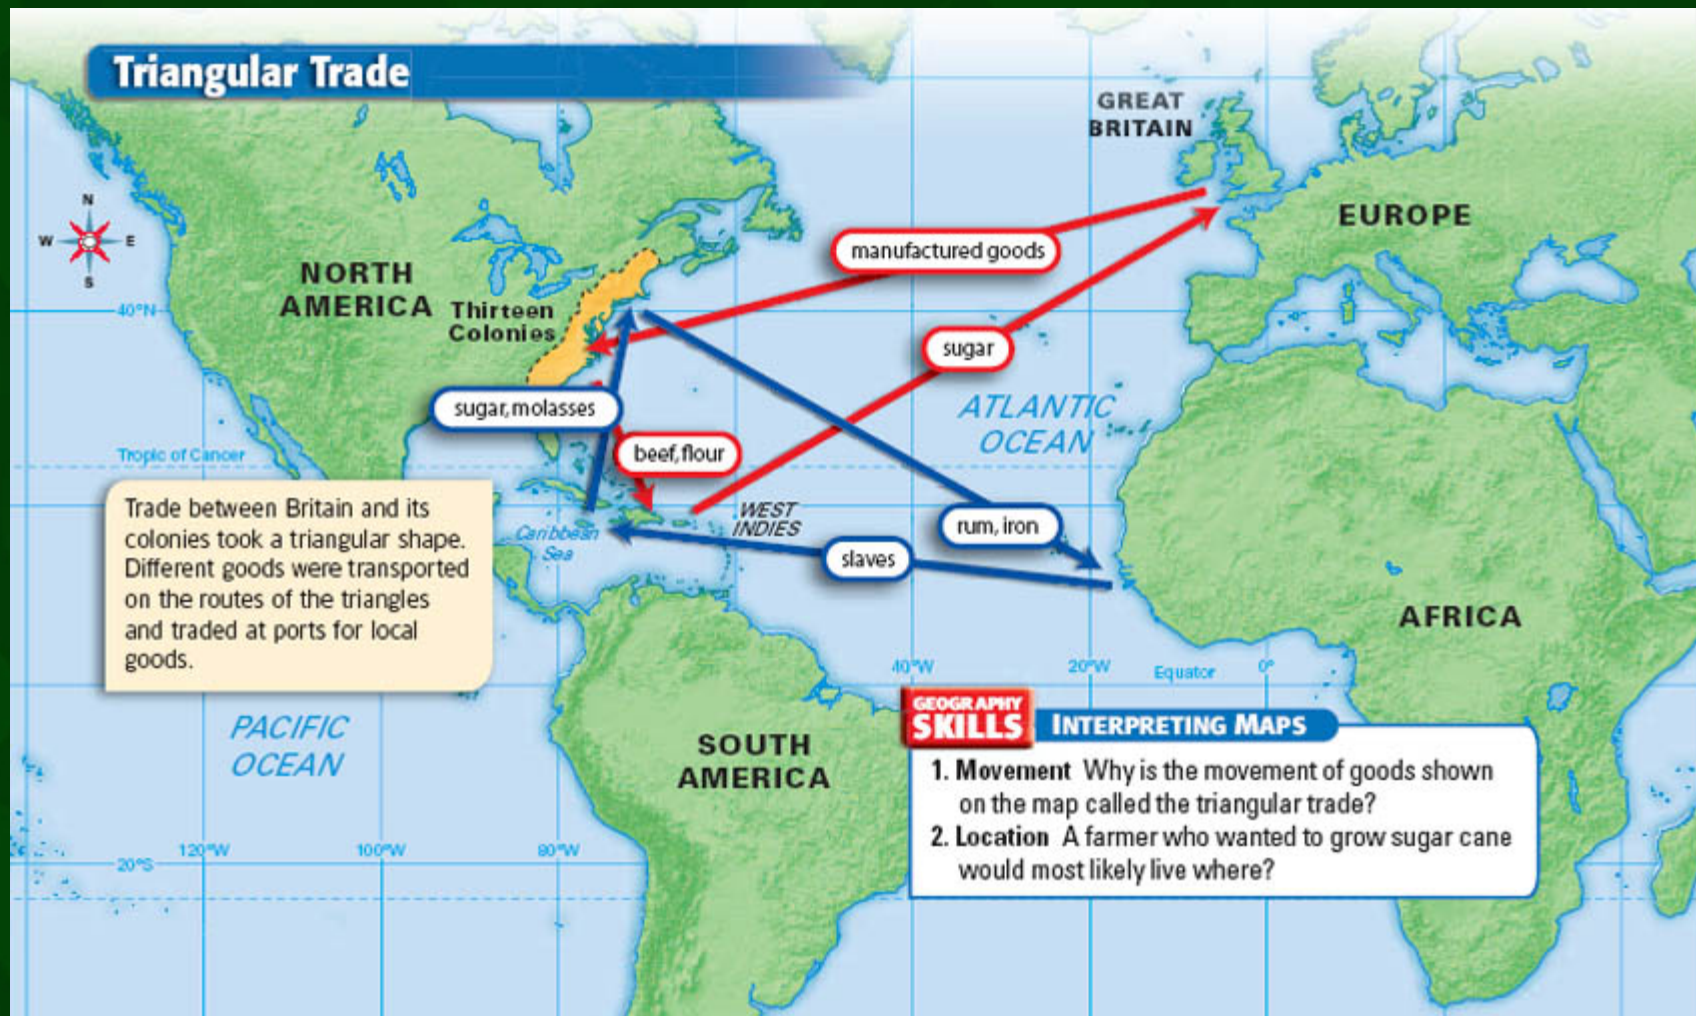 Triangular Trade
GREAT
BRITAIN
EUROPE
N
W
E
S
manufactured goods
NORTH
AMERICA
Thirteen
Colonies
40°N
sugar
sugar, molasses
ATLANTIC
OCEAN
Tropic of Cancer
beef, flour
WEST
INDIES
rum, iron
Caribbean
Sea
slaves
Trade between Britain and its
colonies took a triangular shape.
Different goods were transported
on the routes of the triangles
and traded at ports for local
goods.
AFRICA
40°W
20°W
Equator
0°
PACIFIC
OCEAN
SOUTH
AMERICA
120°W
100°W
80°W
20°S
GEOGRAPHY
SKILLS
INTERPRETING MAPS
1. Movement Why is the movement of goods shown
on the map called the triangular trade?
2. Location A farmer who wanted to grow sugar cane
would most likely live where?